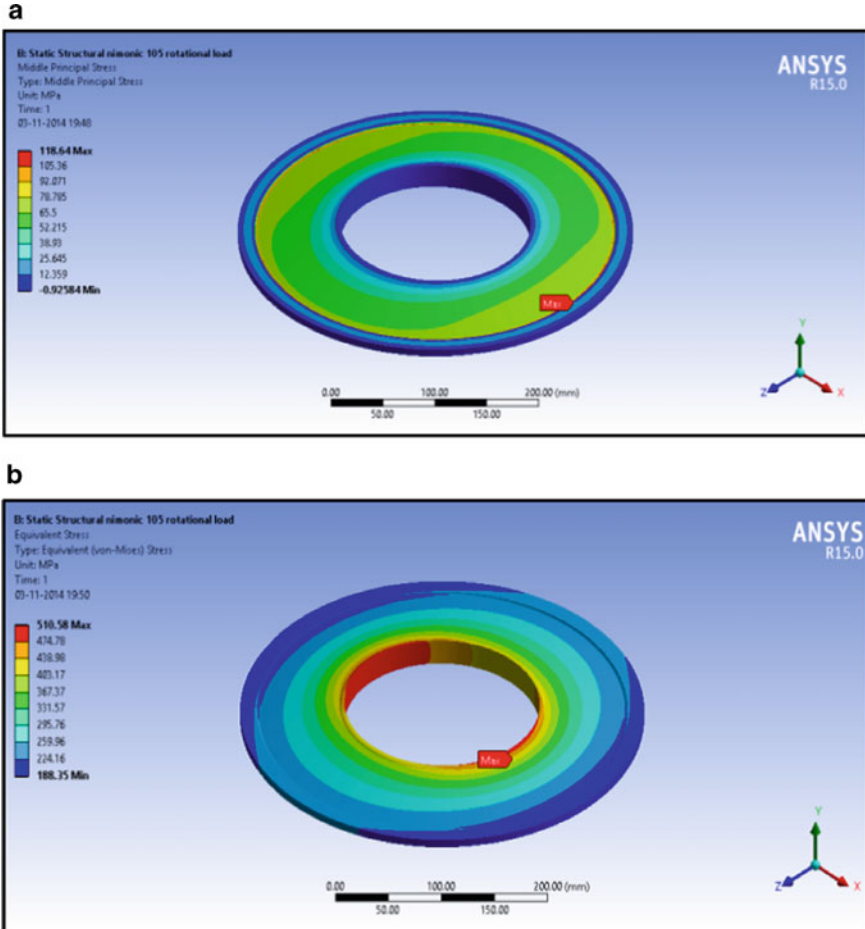 a
B: Static Structural nimonic 105 rotational load
Middle Principal Stress
Type: Middle Principal Stress
Unit: MPa
Time: 1
03-11-2014 19:48
ANSYS
R15.0
118.64 Max
105.36
92.071
78.785
65.5
52.215
38.93
25.645
12.359
-0.92584 Min
Max
Y
Z
X
0.00 100.00 200.00 (mm)
50.00 150.00
b
B: Static Structural nimonic 105 rotational load
Equivalent Stress
Type: Equivalent (von-Mises) Stress
Unit: MPa
Time: 1
03-11-2014 19:50
ANSYS
R15.0
510.58 Max
474.78
438.98
403.17
367.37
331.57
295.76
259.96
224.16
188.35 Min
Max
Y
Z
X
0.00 100.00 200.00 (mm)
50.00 150.00